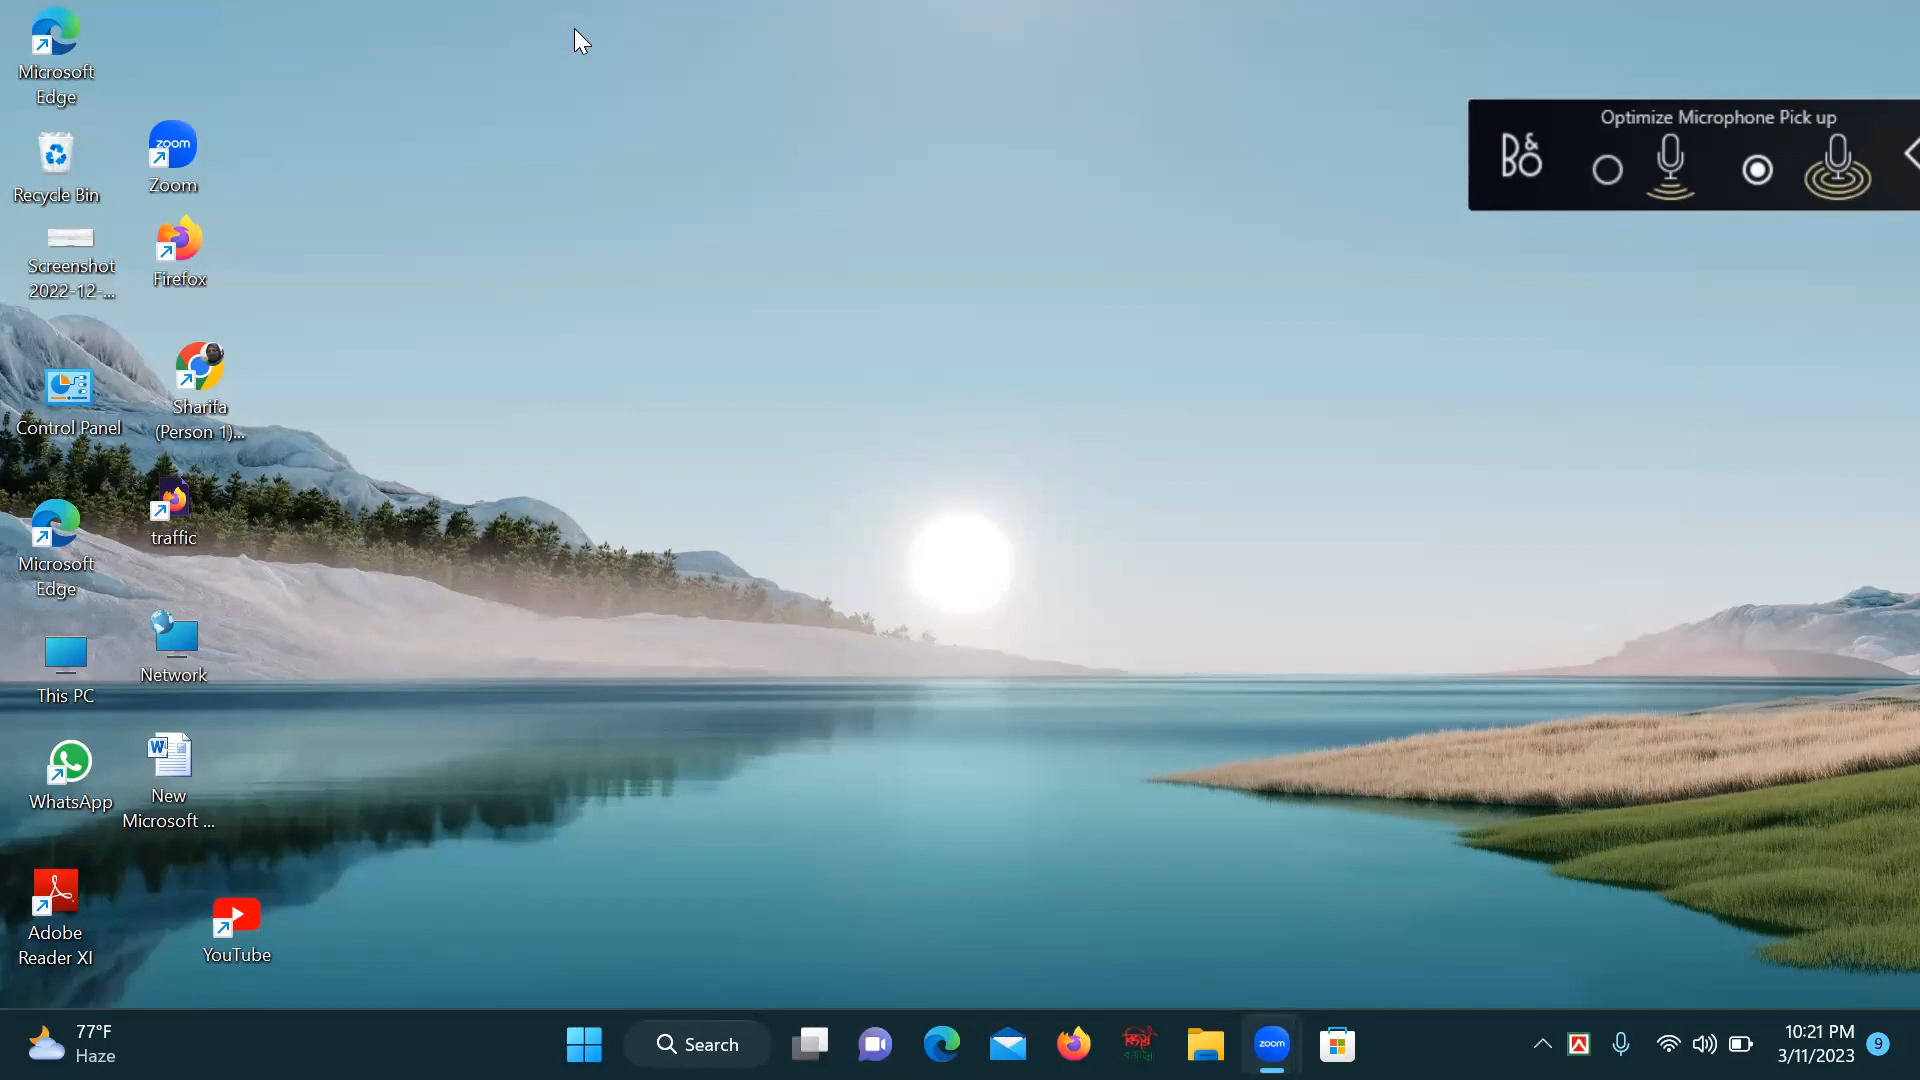 Microsoft
Edge
Recycle Bin
zoom
Zoom
Screenshot
2022-12-...
Firefox
Control Panel
Sharifa
(Person 1)...
traffic
Microsoft
Edge
Network
This PC
WhatsApp
W
New
Microsoft ...
Adobe
Reader XI
YouTube
Optimize Microphone Pick up
B&O
77°F
Haze
Search
zoom
10:21 PM
3/11/2023
9